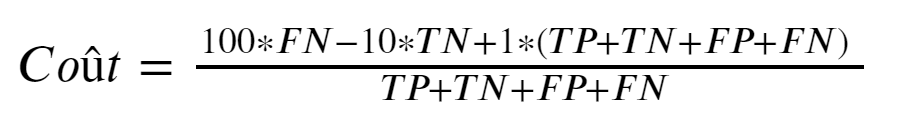 Coût = 100*FN−10*TN+1*(TP+TN+FP+FN)
TP+TN+FP+FN